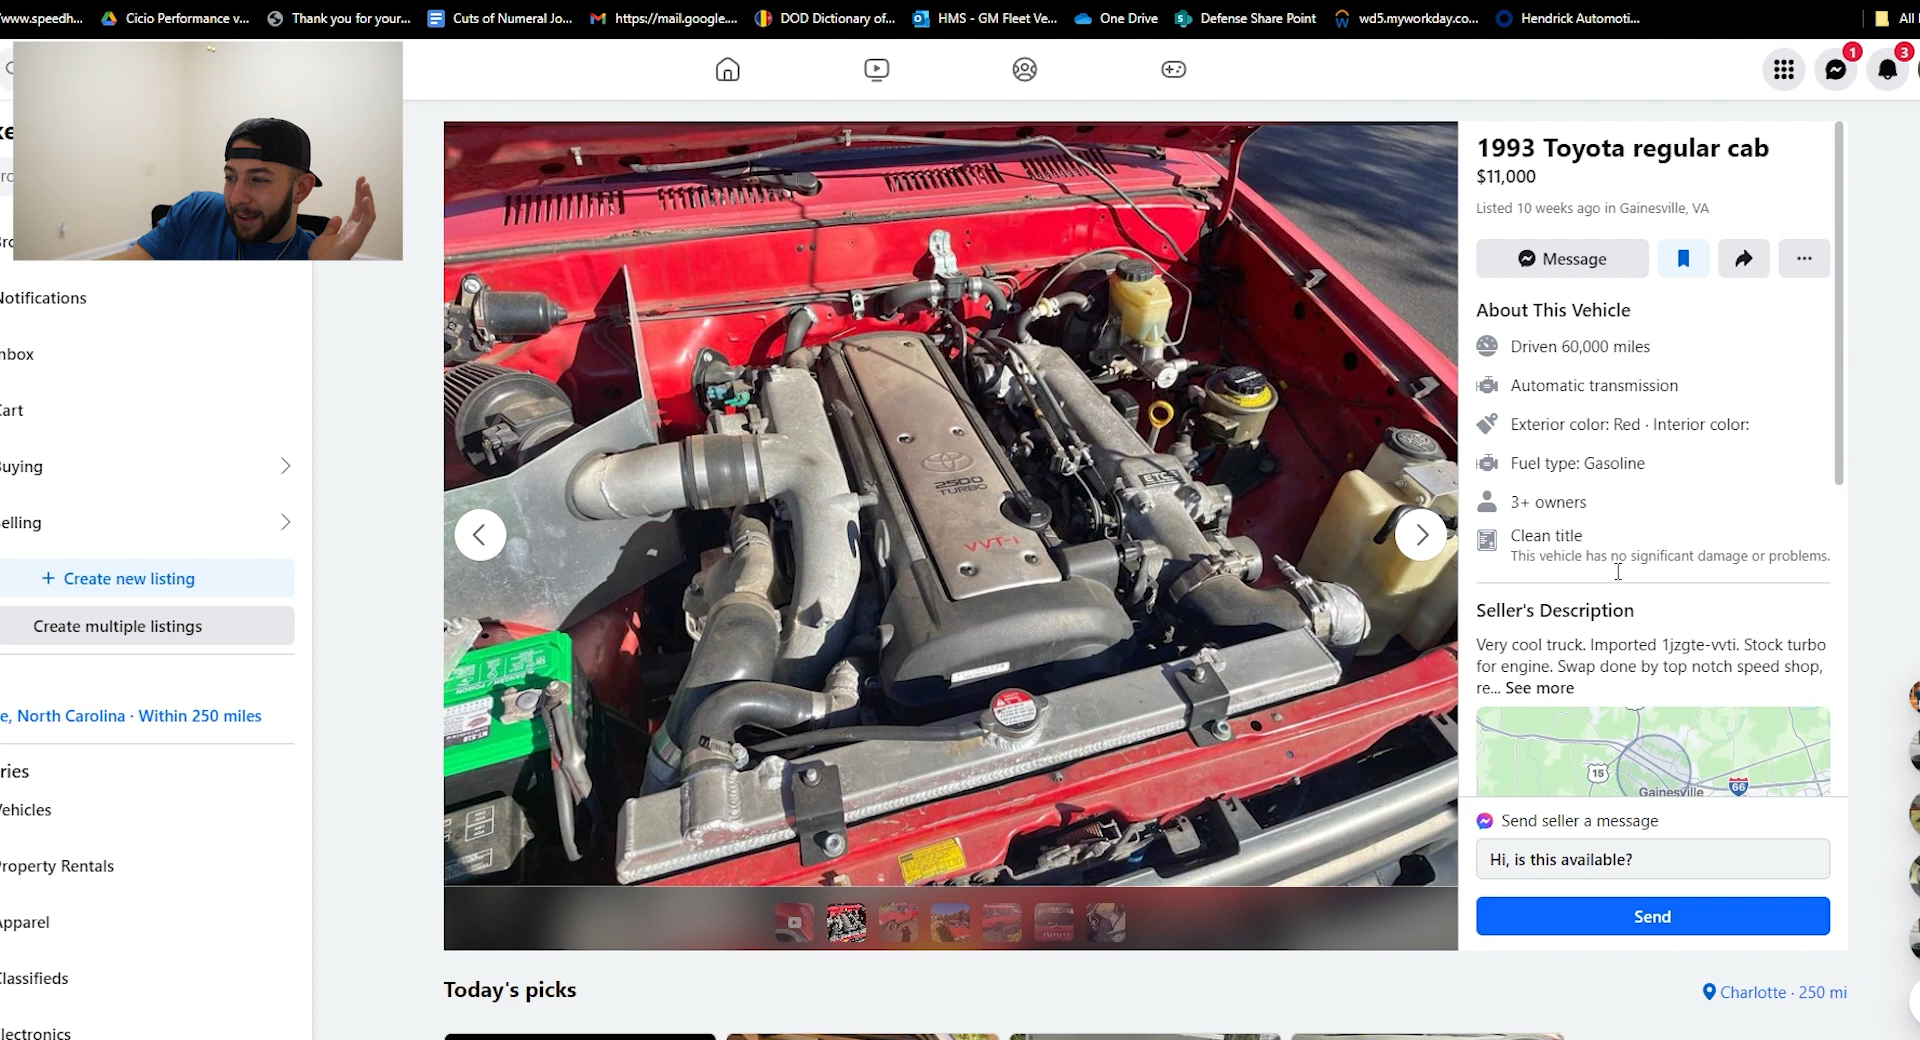 /www.speedh...
Cicio Performance v...
Thank you for your...
Cuts of Numeral Jo...
https://mail.google....
DOD Dictionary of...
HMS - GM Fleet Ve...
One Drive
Defense Share Point
wd5.myworkday.co...
Hendrick Automoti...
All
1
3
1993 Toyota regular cab
$11,000
Listed 10 weeks ago in Gainesville, VA
Message
About This Vehicle
Driven 60,000 miles
Automatic transmission
Exterior color: Red · Interior color:
Fuel type: Gasoline
3+ owners
Clean title
This vehicle has no significant damage or problems.
Seller's Description
Very cool truck. Imported 1jzgte-vvti. Stock turbo
for engine. Swap done by top notch speed shop,
re... See more
15
66
Gainesville
Send seller a message
Hi, is this available?
Send
Notifications
nbox
Cart
Buying
elling
+ Create new listing
Create multiple listings
e, North Carolina · Within 250 miles
ries
Vehicles
Property Rentals
Apparel
Classifieds
lectronics
TOYOTA
2500
TURBO
VVT-i
ETCS
Today's picks
Charlotte · 250 mi